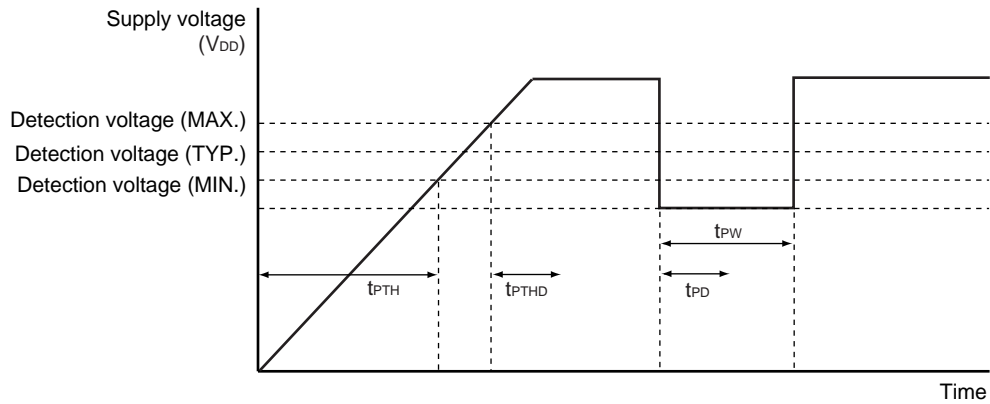 Supply voltage
(VDD)
Detection voltage (MAX.)
Detection voltage (TYP.)
Detection voltage (MIN.)
tPW
tPTH
tPTHD
tPD
Time